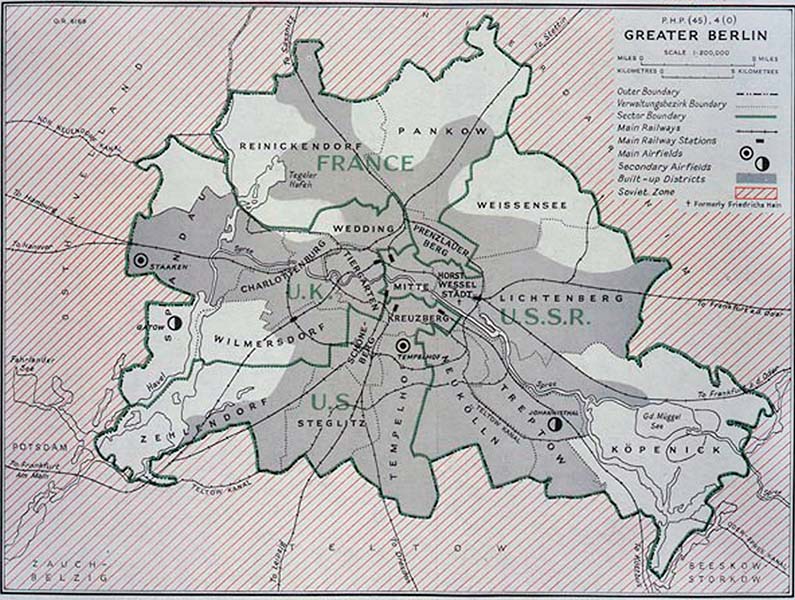 O.R. 6168
P.H.P. (45), 4 (O)
GREATER BERLIN
SCALE 1:200,000
MILES 0
5 MILES
KILOMETRES 0
5 KILOMETRES
Outer Boundary
Verwaltungsbezirk Boundary
Sector Boundary
Main Railways
Main Railway Stations
Main Airfields
Secondary Airfields
Built-up Districts
Soviet Zone
† Formerly Friedrichs Hain
To Sassnitz
To Stettin
NIEDERBARNIM
OSTHAVELLAND
NDR. NEUENDORF KANAL
REINICKENDORF
PANKOW
FRANCE
Tegeler
Hafen
WEISSENSEE
To Hamburg
To Hanover
SPANDAU
Spree
WEDDING
PRENZLAUER
BERG
STAAKEN
CHARLOTTENBURG
TIERGARTEN
MITTE
HORST
WESSEL
STADT
LICHTENBERG
U.K.
U.S.S.R.
To Frankfurt a.d. Oder
GATOW
WILMERSDORF
KREUZBERG
SCHÖNE-
BERG
TEMPELHOF
Fahrlander
See
Havel
Spree
To Frankfurt a.d. Oder
ZEHLENDORF
U.S.
STEGLITZ
TEMPELHOF
NEUKÖLLN
TELTOW KANAL
TREPTOW
JOHANNISTHAL
Gd. Müggel
See
KÖPENICK
POTSDAM
To Frankfurt
Am Main
TELTOW KANAL
Spree
ODER-SPREE KANAL
TELTOW
To Leipzig
To Dresden
ZAUCH-
BELZIG
BEESKOW-
STORKOW